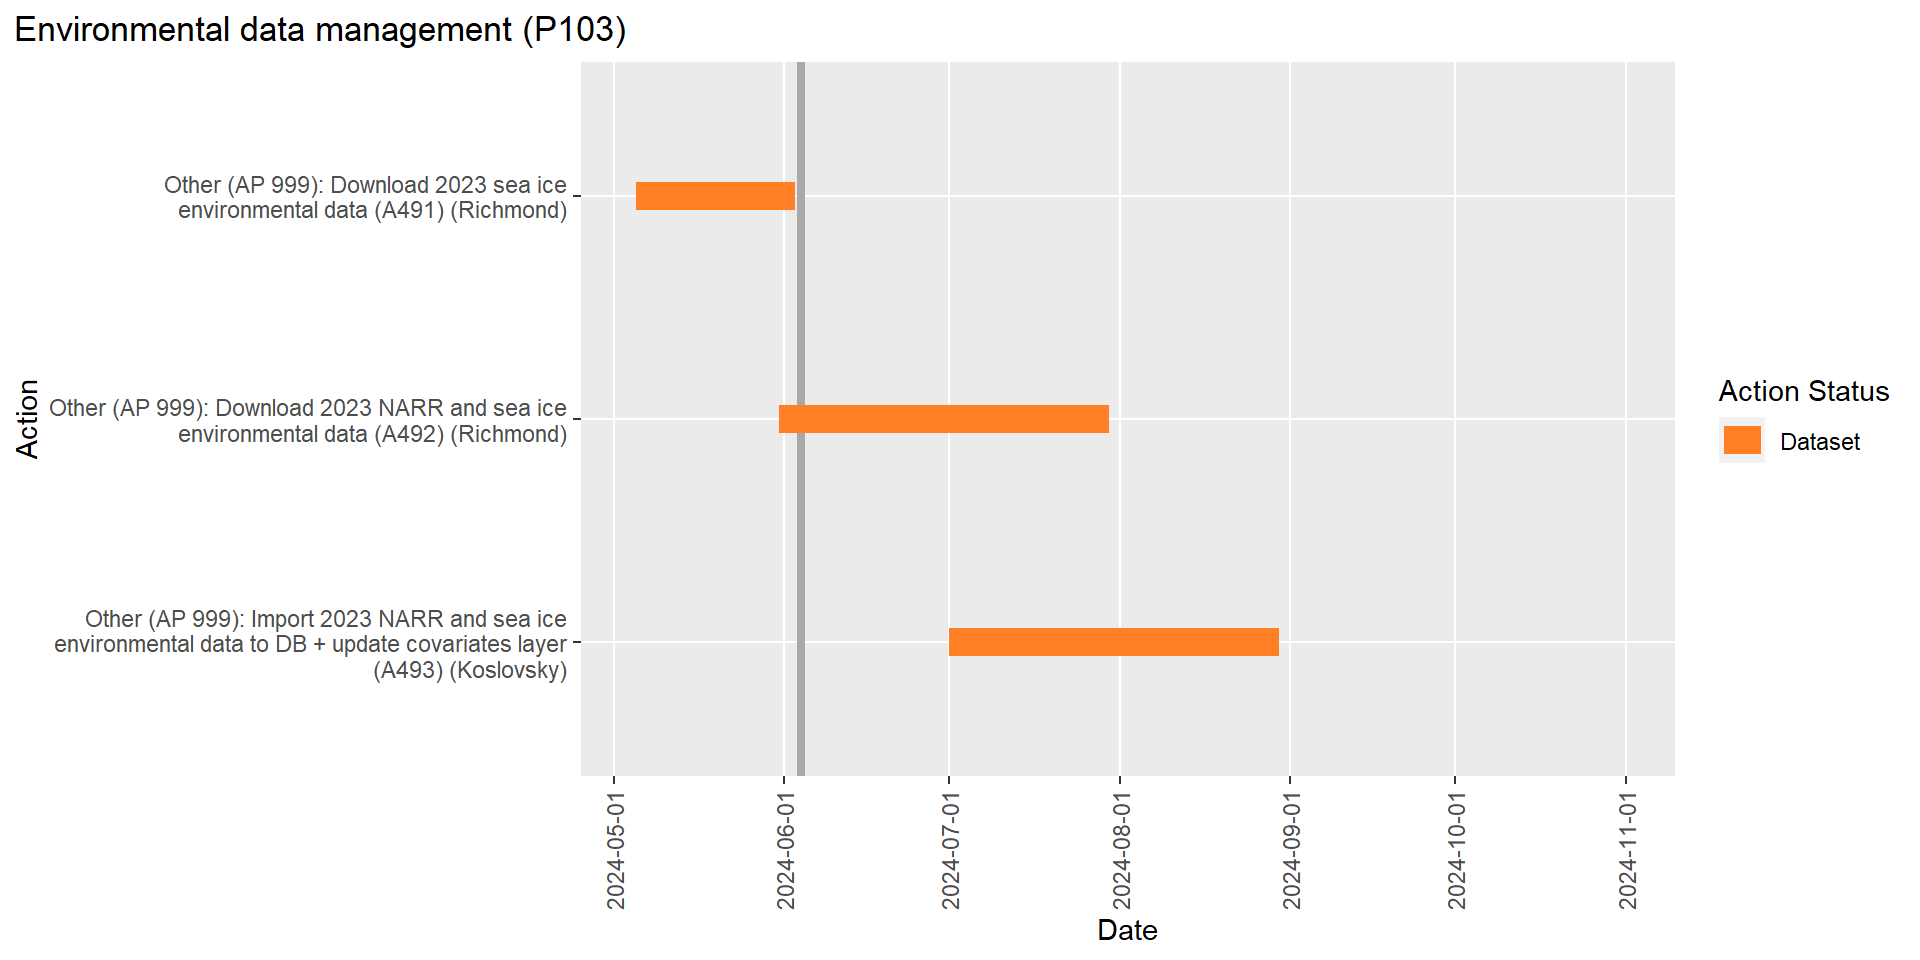 Environmental data management (P103)
Other (AP 999): Download 2023 sea ice
environmental data (A491) (Richmond)
Other (AP 999): Download 2023 NARR and sea ice
environmental data (A492) (Richmond)
Other (AP 999): Import 2023 NARR and sea ice
environmental data to DB + update covariates layer
(A493) (Koslovsky)
Action
2024-05-01
2024-06-01
2024-07-01
2024-08-01
2024-09-01
2024-10-01
2024-11-01
Date
Action Status
Dataset